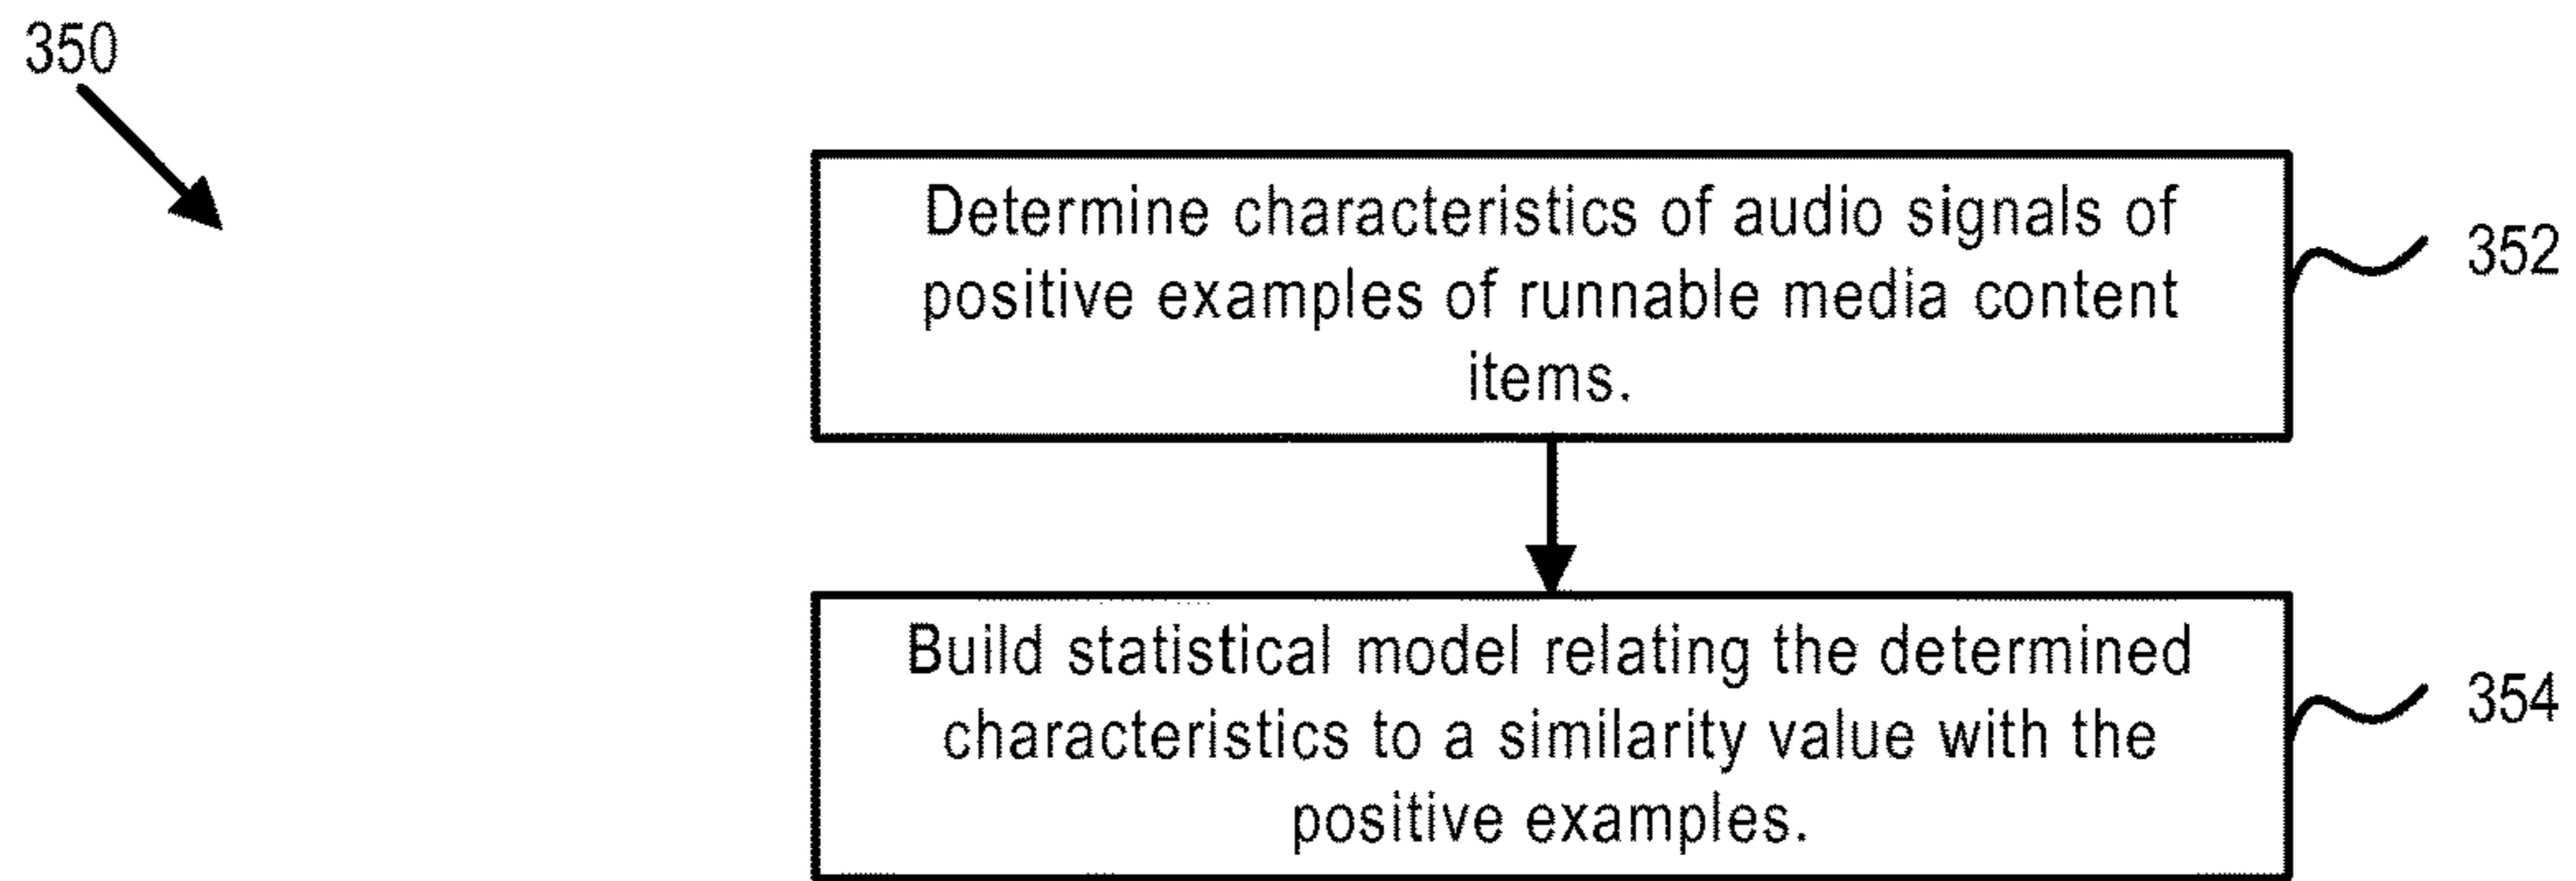 350
Determine characteristics of audio signals of
positive examples of runnable media content
items.
352
Build statistical model relating the determined
characteristics to a similarity value with the
positive examples.
354